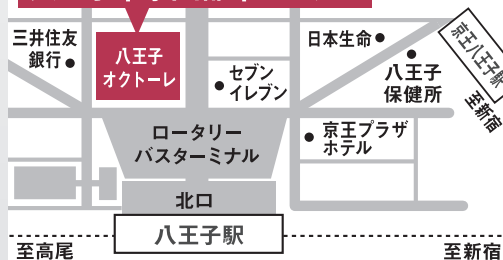 三井住友
銀行
八王子
オクトーレ
セブン
イレブン
日本生命
八王子
保健所
京王八王子駅
至新宿
ロータリー
バスターミナル
京王プラザ
ホテル
北口
八王子駅
至高尾
至新宿